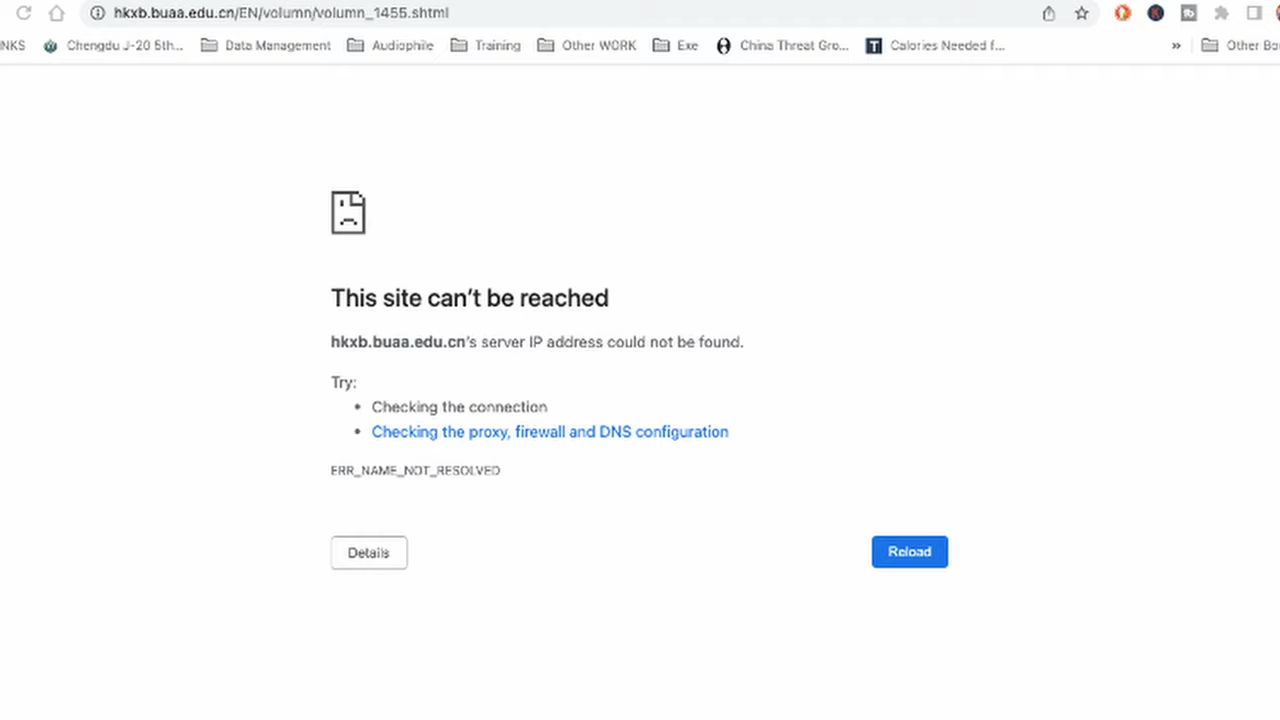 hkxb.buaa.edu.cn/EN/volumn/volumn_1455.shtml
NKS Chengdu J-20 5th... Data Management Audiophile Training Other WORK Exe China Threat Gro... Calories Needed f... » Other Bo
This site can't be reached
hkxb.buaa.edu.cn's server IP address could not be found.
Try:
• Checking the connection
• Checking the proxy, firewall and DNS configuration
ERR_NAME_NOT_RESOLVED
Details Reload